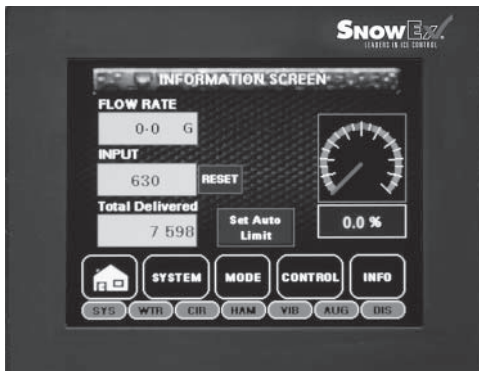 SNOWEX
LEADERS IN ICE CONTROL
INFORMATION SCREEN
FLOW RATE
0.0 G
INPUT
630 RESET
Total Delivered
7 598
Set Auto
Limit
0.0 %
SYSTEM MODE CONTROL INFO
SYS WTR CIR HAM VIB AUG DIS